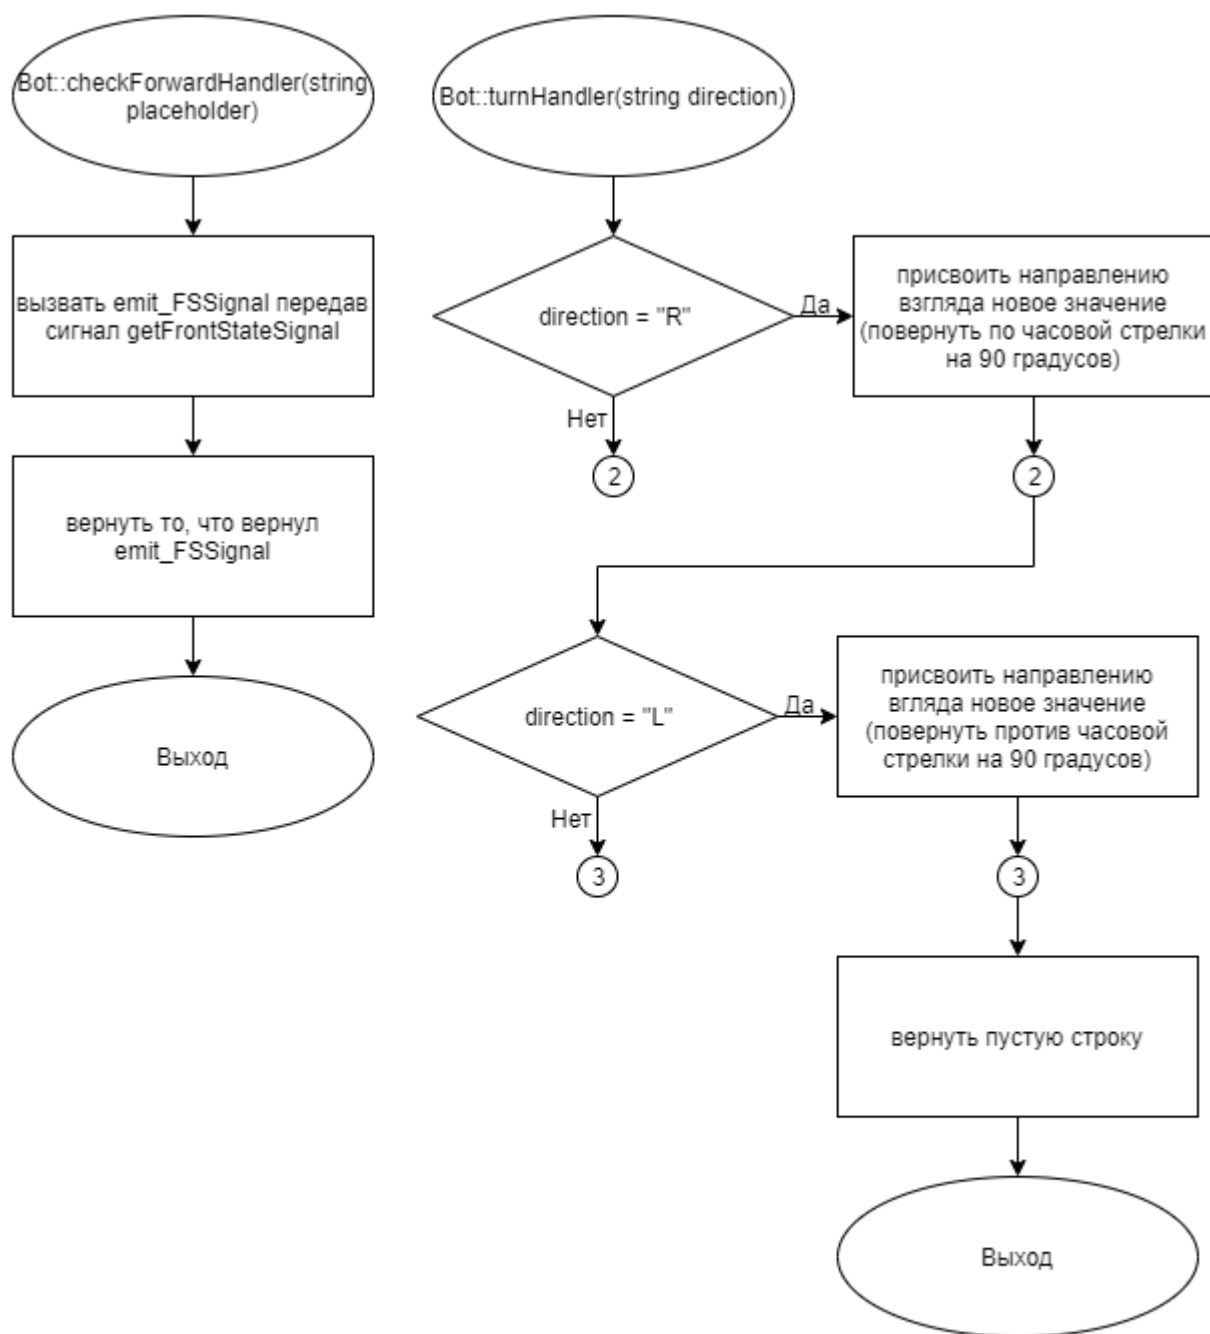 Bot::checkForwardHandler(string
placeholder)
вызвать emit_FSSignal передав
сигнал getFrontStateSignal
вернуть то, что вернул
emit_FSSignal
Выход
Bot::turnHandler(string direction)
direction = "R"
Да
присвоить направлению
взгляда новое значение
(повернуть по часовой стрелки
на 90 градусов)
Нет
2
2
direction = "L"
Да
присвоить направлению
вгляда новое значение
(повернуть против часовой
стрелки на 90 градусов)
Нет
3
3
вернуть пустую строку
Выход